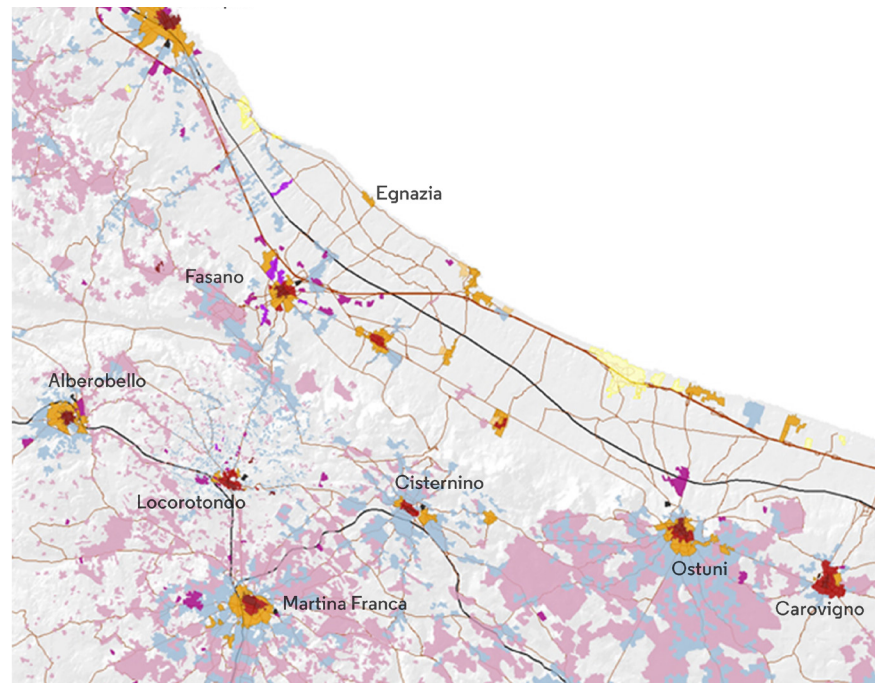 Egnazia
Fasano
Alberobello
Locorotondo
Cisternino
Ostuni
Martina Franca
Carovigno